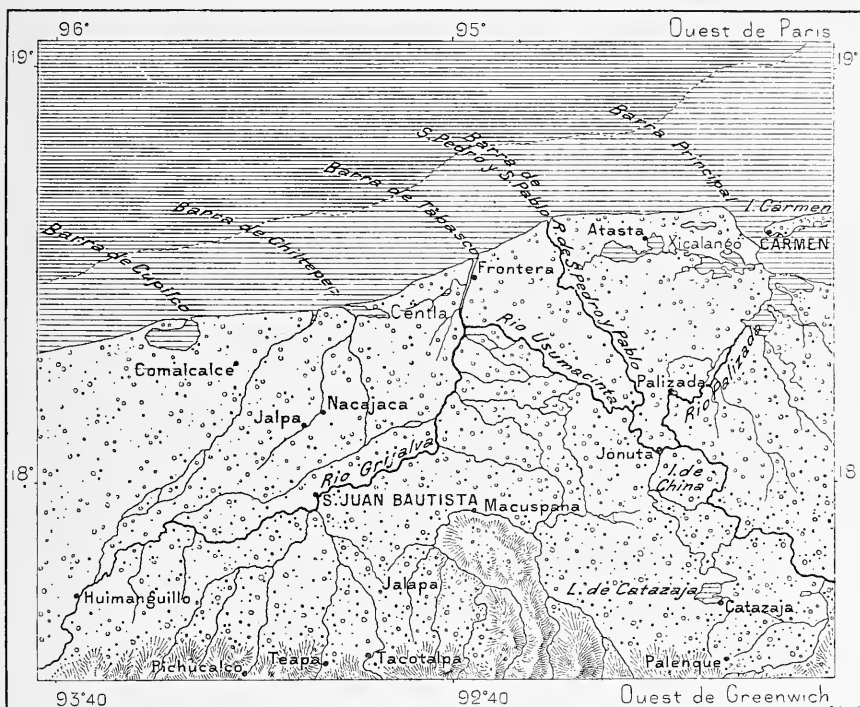 96°
95°
Ouest de Paris
19°
19°
Barra Principal
Barra de
S. Pedro y S. Pablo
Barra de Tabasco
Barra de Chiltepec
Barra de Cupilco
I. Cármen
CARMEN
Atasta
Xicalango
R. de S. Pedro y Pablo
Frontera
Centla
Rio Usumacinta
Comalcalce
Palizada
Rio Palizada
Jalpa
Nacajaca
Jonuta
I. de
China
18°
18
Rio Grijalva
S. JUAN BAUTISTA
Macuspana
Huimanguillo
Jalapa
L. de Catazaja
Catazaja
Pichucalco
Teapa
Tacotalpa
Palenque
93°40
92°40
Ouest de Greenwich